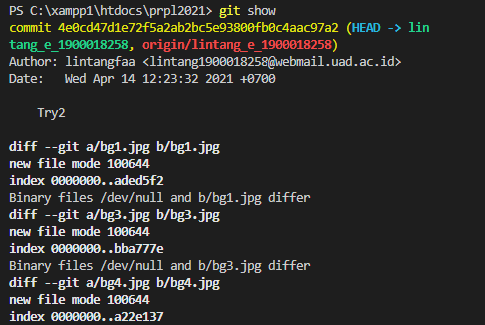 PS C:\xampp1\htdocs\prpl2021> git show
commit 4e0cd47d1e72f5a2ab2bc5e93800fb0c4aac97a2 (HEAD -> lin
tang_e_1900018258, origin/lintang_e_1900018258)
Author: lintangfaa <lintang1900018258@webmail.uad.ac.id>
Date:   Wed Apr 14 12:23:32 2021 +0700
    Try2
diff --git a/bg1.jpg b/bg1.jpg
new file mode 100644
index 0000000..aded5f2
Binary files /dev/null and b/bg1.jpg differ
diff --git a/bg3.jpg b/bg3.jpg
new file mode 100644
index 0000000..bba777e
Binary files /dev/null and b/bg3.jpg differ
diff --git a/bg4.jpg b/bg4.jpg
new file mode 100644
index 0000000..a22e137